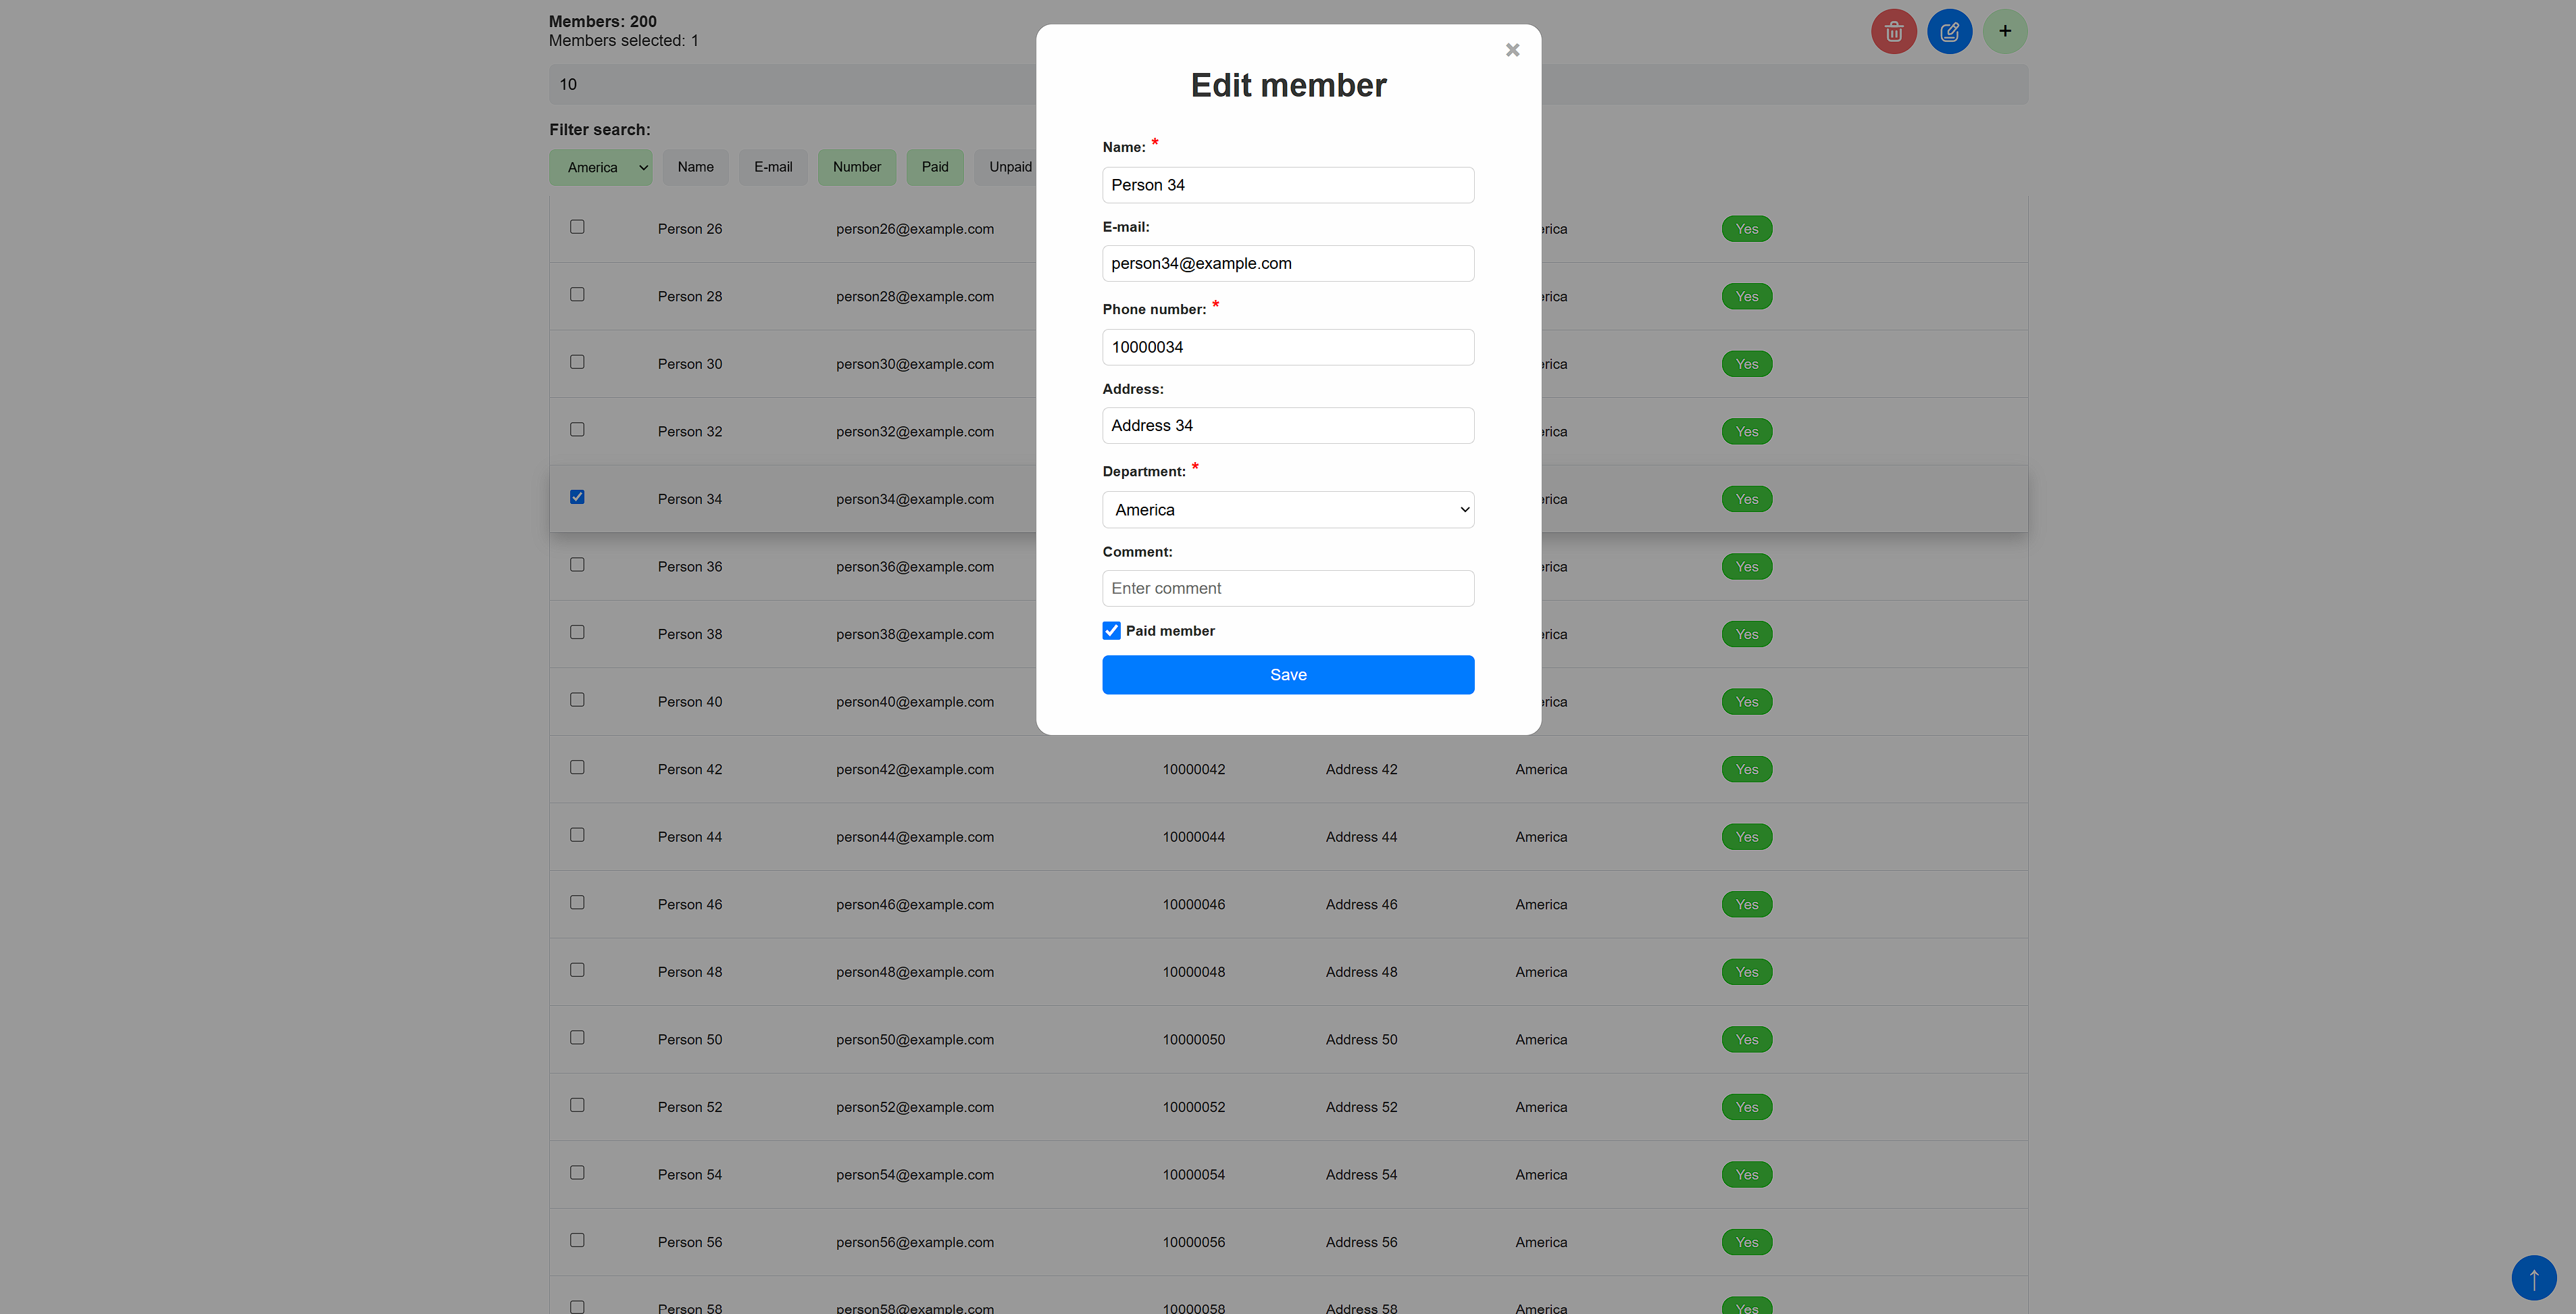 Members: 200
Members selected: 1
+
10
Filter search:
America Name E-mail Number Paid Unpaid
×
Edit member
Name: *
Person 34
E-mail:
person34@example.com
Phone number: *
10000034
Address:
Address 34
Department: *
America
Comment:
Enter comment
Paid member
Save
Person 26 person26@example.com erica Yes
Person 28 person28@example.com erica Yes
Person 30 person30@example.com erica Yes
Person 32 person32@example.com erica Yes
Person 34 person34@example.com erica Yes
Person 36 person36@example.com erica Yes
Person 38 person38@example.com erica Yes
Person 40 person40@example.com erica Yes
Person 42 person42@example.com 10000042 Address 42 America Yes
Person 44 person44@example.com 10000044 Address 44 America Yes
Person 46 person46@example.com 10000046 Address 46 America Yes
Person 48 person48@example.com 10000048 Address 48 America Yes
Person 50 person50@example.com 10000050 Address 50 America Yes
Person 52 person52@example.com 10000052 Address 52 America Yes
Person 54 person54@example.com 10000054 Address 54 America Yes
Person 56 person56@example.com 10000056 Address 56 America Yes
Person 58 person58@example.com 10000058 Address 58 America Yes
↑